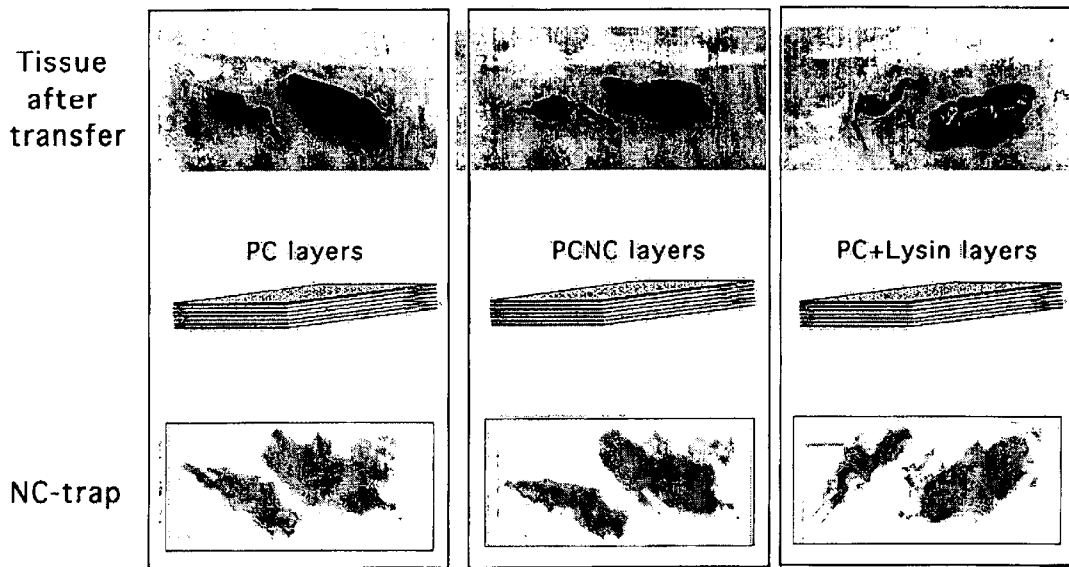 Tissue
after
transfer
PC layers
PCNC layers
PC+Lysin layers
NC-trap